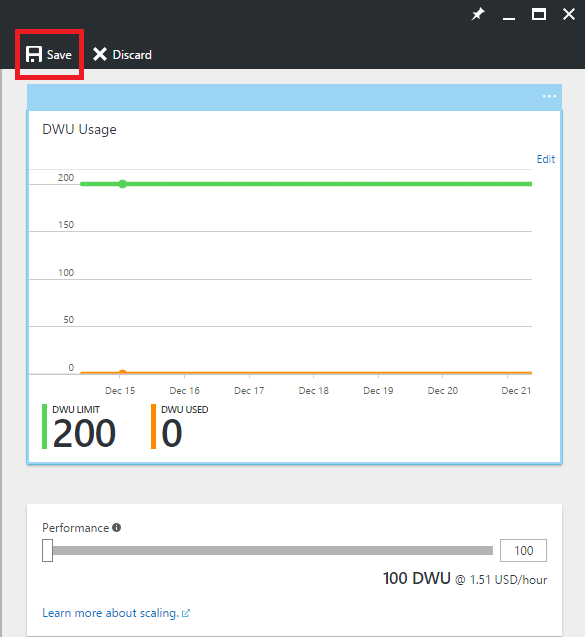 Save Discard
...
DWU Usage
Edit
200
150
100
50
0
Dec 15 Dec 16 Dec 17 Dec 18 Dec 19 Dec 20 Dec 21
DWU LIMIT DWU USED
200 0
Performance
100
100 DWU @ 1.51 USD/hour
Learn more about scaling.